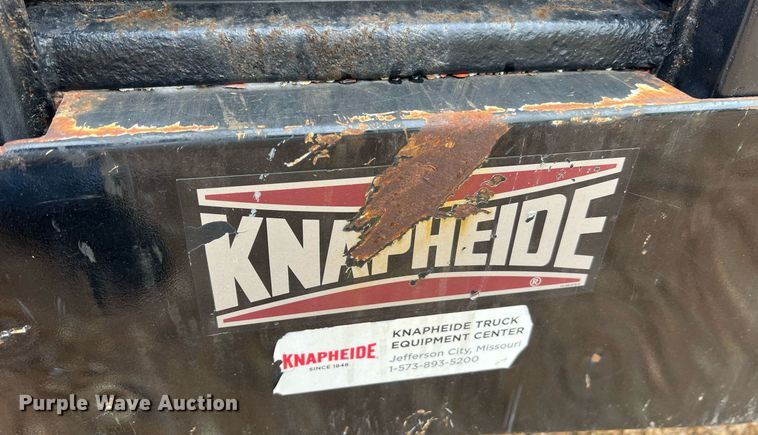 KNAPHEIDE
®
KNAPHEIDE
SINCE 1848
KNAPHEIDE TRUCK
EQUIPMENT CENTER
Jefferson City, Missouri
1-573-893-5200
Purple Wave Auction